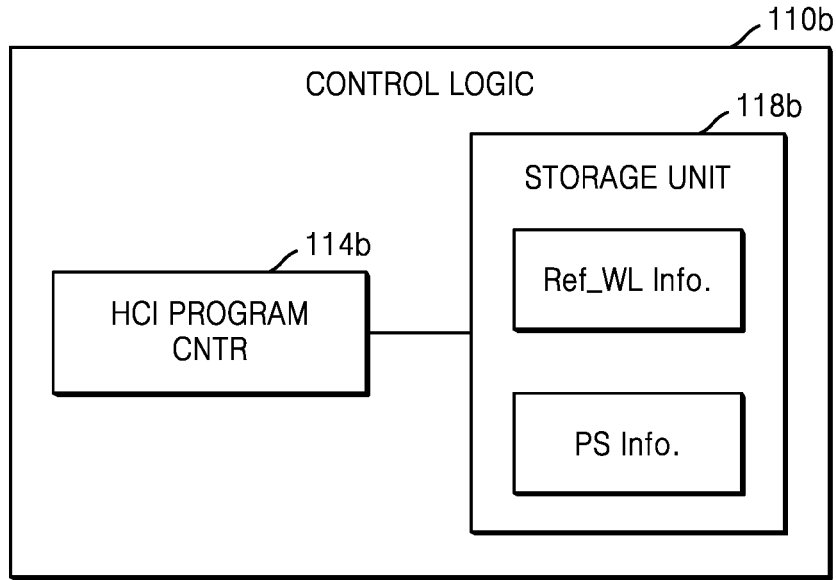 110b
CONTROL LOGIC
118b
STORAGE UNIT
114b
Ref_WL Info.
HCI PROGRAM
CNTR
PS Info.